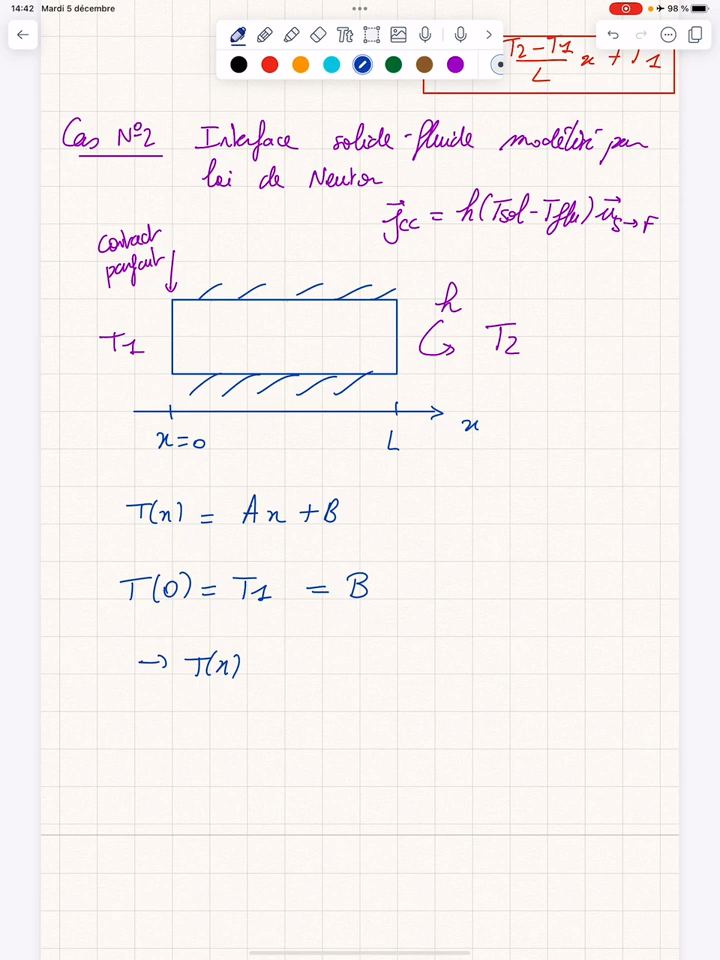 14:42 Mardi 5 décembre
98 %
T2 - T1 / L x + T1
Cas N°2 Interface solide-fluide modélisé par
loi de Newton
jcc = h(Tsol - Tflu) u S→F
contact
parfait
h
T1
T2
x=0
L
x
T(x) = Ax + B
T(0) = T1 = B
→ T(x)